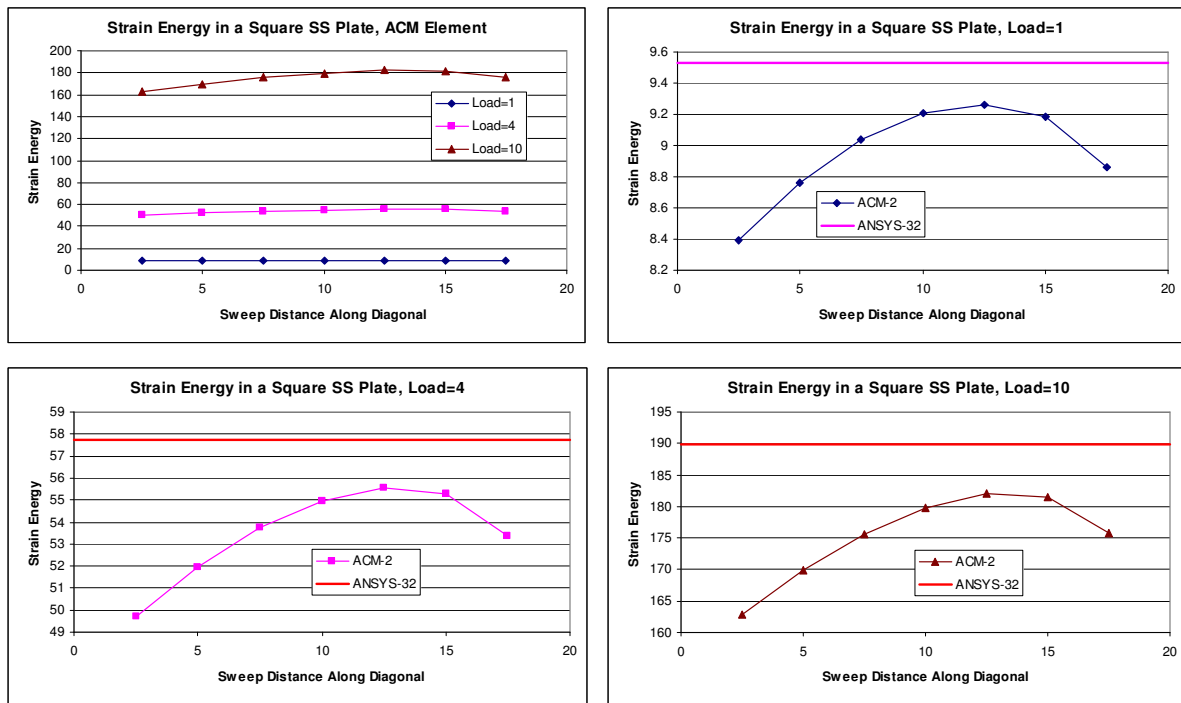 Strain Energy in a Square SS Plate, ACM Element
Strain Energy
200
180
160
140
120
100
80
60
40
20
0
Load=1
Load=4
Load=10
0 5 10 15 20
Sweep Distance Along Diagonal
Strain Energy in a Square SS Plate, Load=1
Strain Energy
9.6
9.4
9.2
9
8.8
8.6
8.4
8.2
ACM-2
ANSYS-32
0 5 10 15 20
Sweep Distance Along Diagonal
Strain Energy in a Square SS Plate, Load=4
Strain Energy
59
58
57
56
55
54
53
52
51
50
49
ACM-2
ANSYS-32
0 5 10 15 20
Sweep Distance Along Diagonal
Strain Energy in a Square SS Plate, Load=10
Strain Energy
195
190
185
180
175
170
165
160
ACM-2
ANSYS-32
0 5 10 15 20
Sweep Distance Along Diagonal